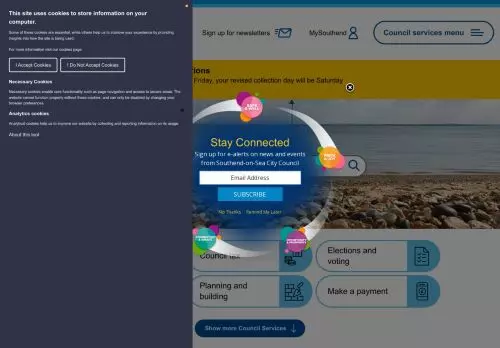 This site uses cookies to store information on your computer.
Some of these cookies are essential, while others help us to improve your experience by providing insights into how the site is being used.
For more information visit our cookies page
I Accept Cookies
I Do Not Accept Cookies
Necessary Cookies
Necessary cookies enable core functionality such as page navigation and access to secure areas. The website cannot function properly without these cookies, and can only be disabled by changing your browser preferences.
Analytics cookies
Analytical cookies help us to improve our website by collecting and reporting information on its usage.
About this tool
Sign up for newsletters
MySouthend
Council services menu
Friday, your revised collection day will be Saturday
Stay Connected
Sign up for e-alerts on news and events
from Southend-on-Sea City Council
Email Address
SUBSCRIBE
No Thanks
Remind Me Later
Council tax
Elections and
voting
Planning and
building
Make a payment
Show more Council Services